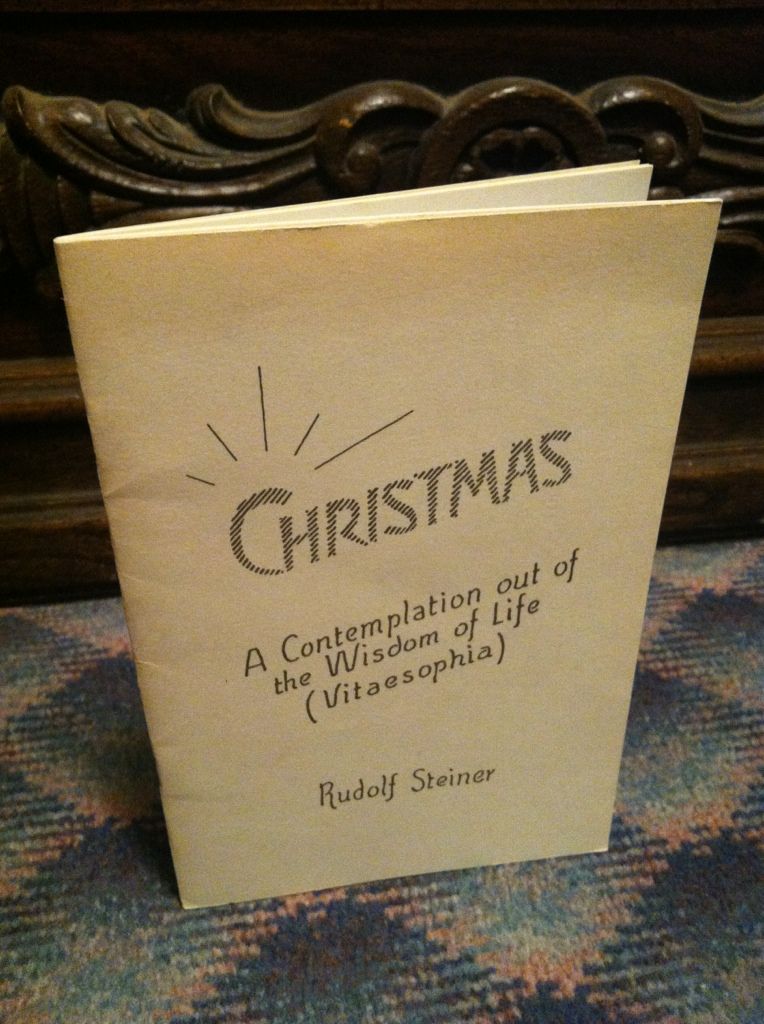 CHRISTMAS
A Contemplation out of
the Wisdom of Life
(Vitaesophia)
Rudolf Steiner